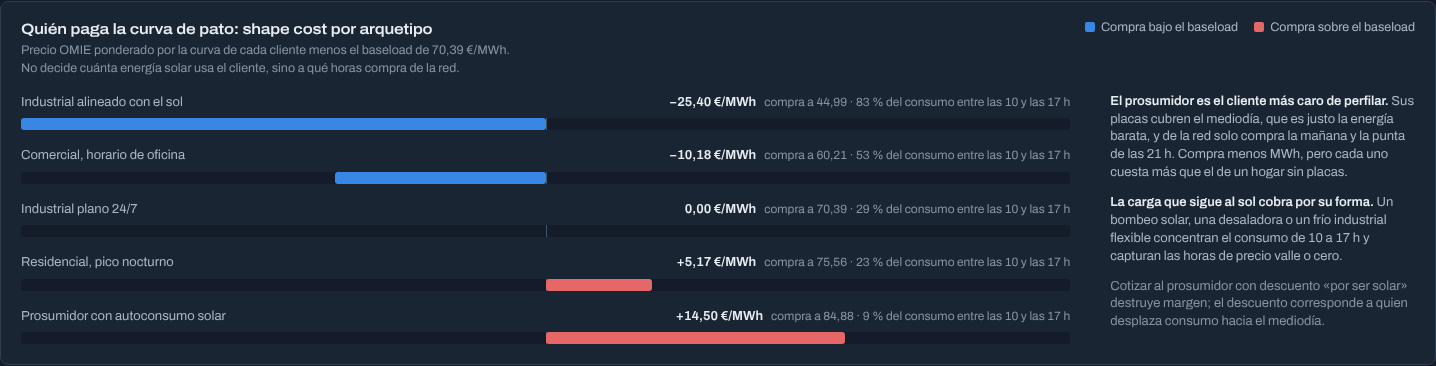 Quién paga la curva de pato: shape cost por arquetipo
Compra bajo el baseload
Compra sobre el baseload
Precio OMIE ponderado por la curva de cada cliente menos el baseload de 70,39 €/MWh.
No decide cuánta energía solar usa el cliente, sino a qué horas compra de la red.
Industrial alineado con el sol
−25,40 €/MWh compra a 44,99 · 83 % del consumo entre las 10 y las 17 h
Comercial, horario de oficina
−10,18 €/MWh compra a 60,21 · 53 % del consumo entre las 10 y las 17 h
Industrial plano 24/7
0,00 €/MWh compra a 70,39 · 29 % del consumo entre las 10 y las 17 h
Residencial, pico nocturno
+5,17 €/MWh compra a 75,56 · 23 % del consumo entre las 10 y las 17 h
Prosumidor con autoconsumo solar
+14,50 €/MWh compra a 84,88 · 9 % del consumo entre las 10 y las 17 h
El prosumidor es el cliente más caro de perfilar. Sus
placas cubren el mediodía, que es justo la energía
barata, y de la red solo compra la mañana y la punta
de las 21 h. Compra menos MWh, pero cada uno
cuesta más que el de un hogar sin placas.
La carga que sigue al sol cobra por su forma. Un
bombeo solar, una desaladora o un frío industrial
flexible concentran el consumo de 10 a 17 h y
capturan las horas de precio valle o cero.
Cotizar al prosumidor con descuento «por ser solar»
destruye margen; el descuento corresponde a quien
desplaza consumo hacia el mediodía.